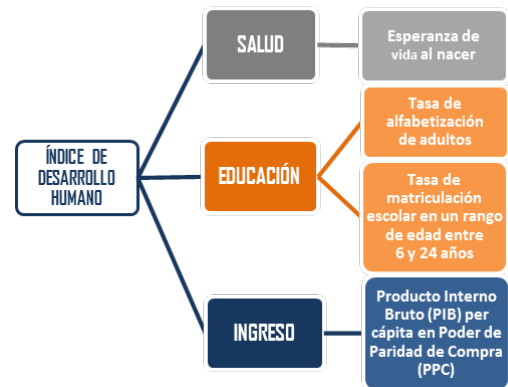 ÍNDICE DE
DESARROLLO
HUMANO
SALUD
Esperanza de
vida al nacer
EDUCACIÓN
Tasa de
alfabetización
de adultos
Tasa de
matriculación
escolar en un rango
de edad entre
6 y 24 años
INGRESO
Producto Interno
Bruto (PIB) per
cápita en Poder de
Paridad de Compra
(PPC)